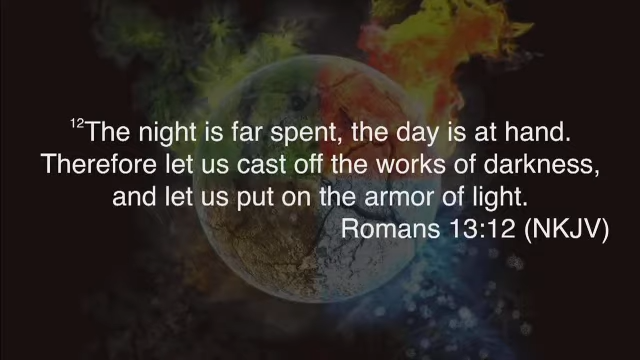 ¹²The night is far spent, the day is at hand.
Therefore let us cast off the works of darkness,
and let us put on the armor of light.
Romans 13:12 (NKJV)